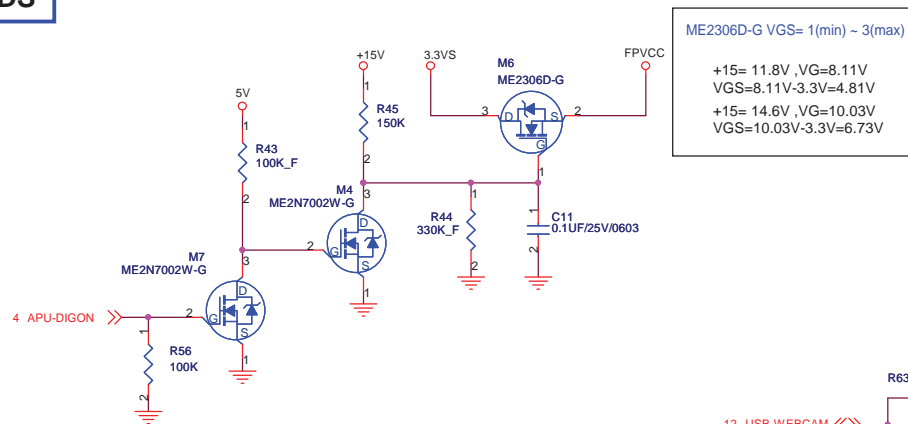 DS
ME2306D-G VGS= 1(min) ~ 3(max)
+15= 11.8V ,VG=8.11V
VGS=8.11V-3.3V=4.81V
+15= 14.6V ,VG=10.03V
VGS=10.03V-3.3V=6.73V
+15V
3.3VS
FPVCC
M6
ME2306D-G
5V
1
R45
150K
2
3
D
S
2
G
1
1
R43
100K_F
2
M4
ME2N7002W-G
3
D
2
G
S
1
1
R44
330K_F
2
1
C11
0.1UF/25V/0603
2
M7
ME2N7002W-G
3
D
4 APU-DIGON
2
G
S
1
1
R56
100K
2
R63
12 USB WEBCAM